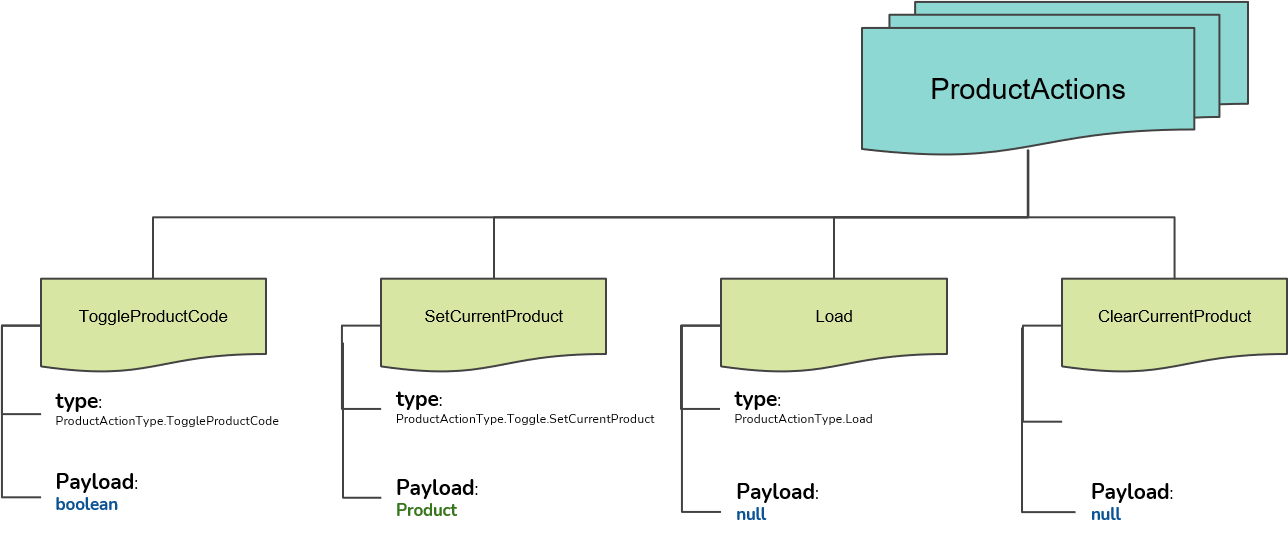 ProductActions
ToggleProductCode
SetCurrentProduct
Load
ClearCurrentProduct
type:
ProductActionType.ToggleProductCode
type:
ProductActionType.Toggle.SetCurrentProduct
type:
ProductActionType.Load
Payload:
boolean
Payload:
Product
Payload:
null
Payload:
null